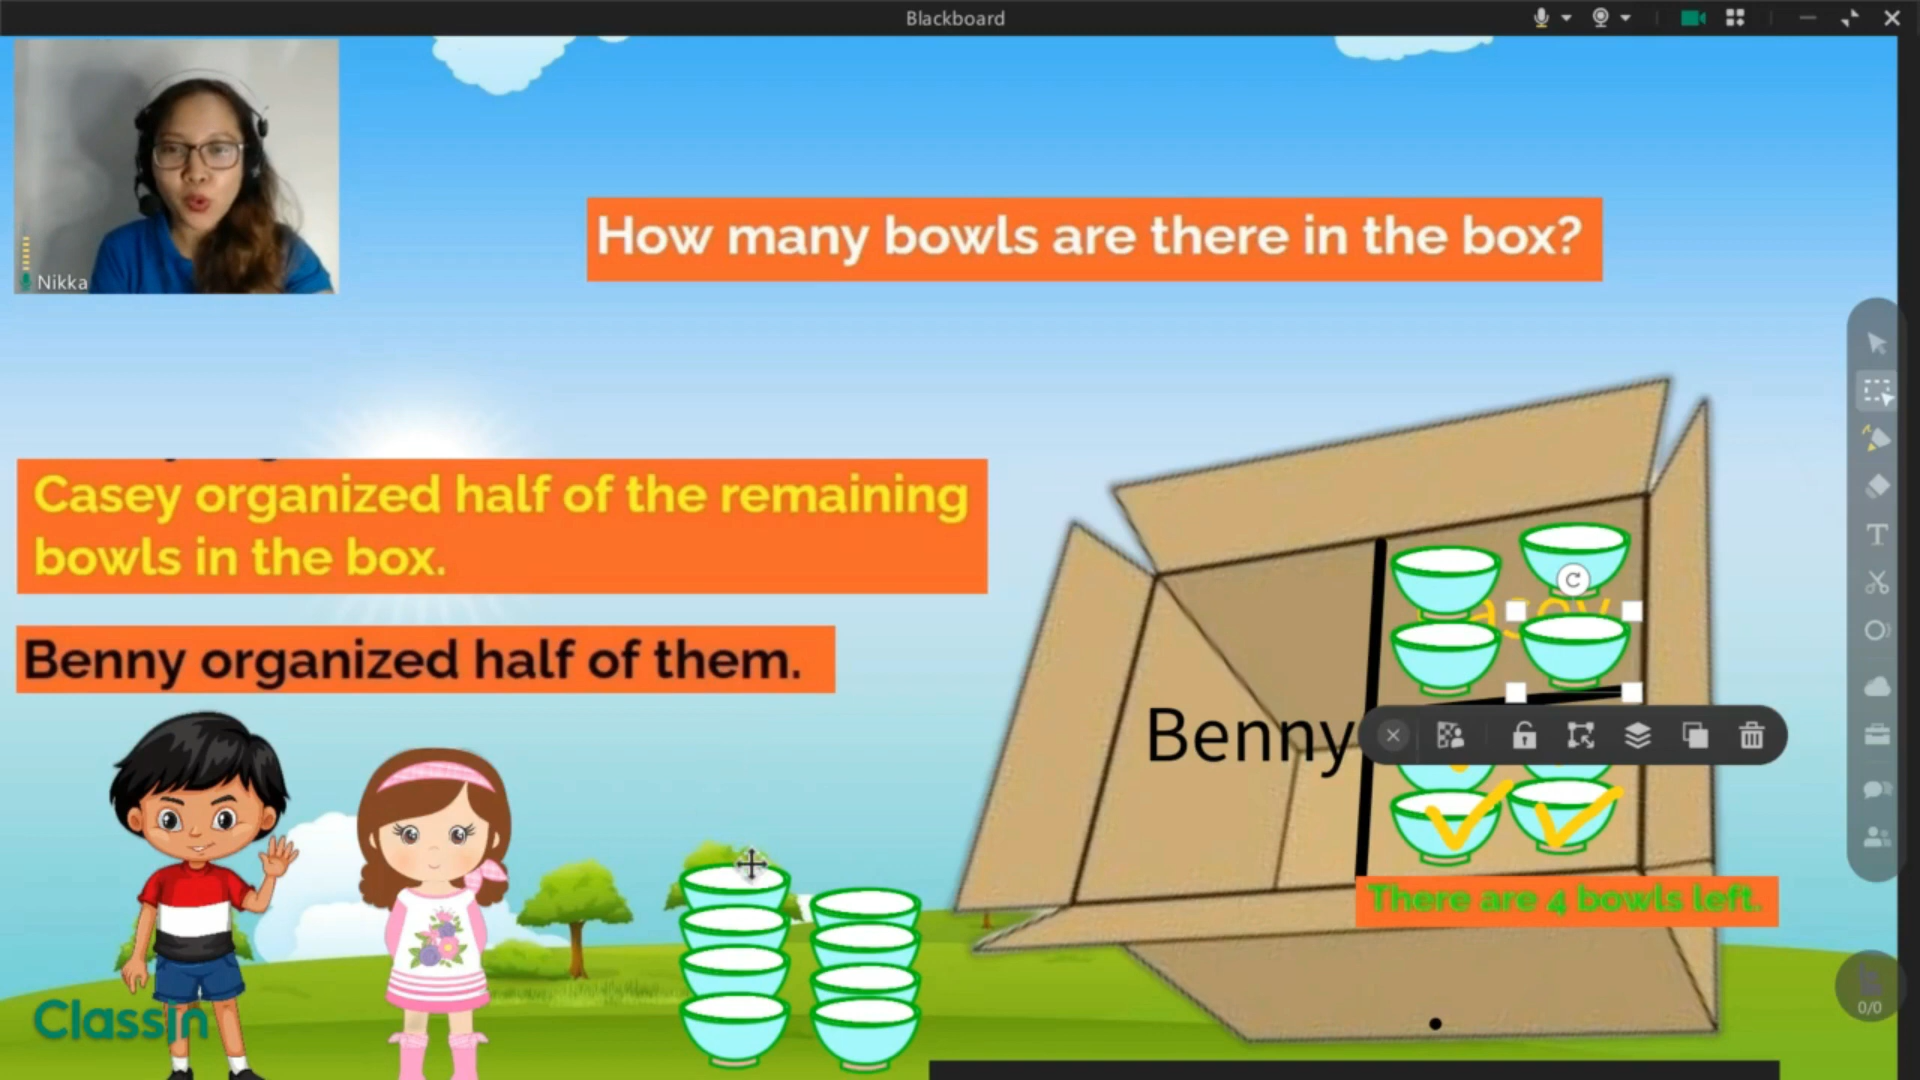 Blackboard
Nikka
How many bowls are there in the box?
Casey organized half of the remaining
bowls in the box.
Benny organized half of them.
Benny
There are 4 bowls left.
ClassIn
0/0